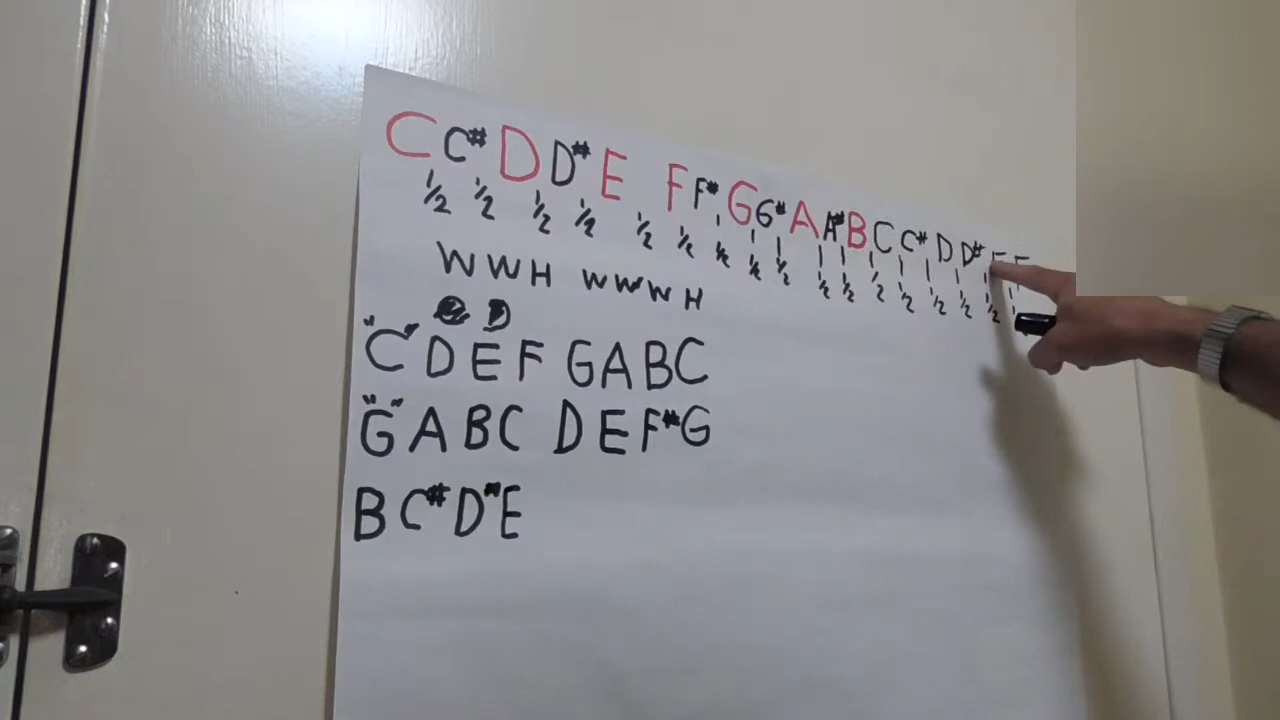 C C# D D# E F F# G G# A A# B C C# D D# E F
1/2 1/2 1/2 1/2 1/2 1/2 1/2 1/2 1/2 1/2 1/2 1/2 1/2 1/2 1/2 1/2
W W H W W W H
D
"C" D E F G A B C
"G" A B C D E F# G
B C# D# E